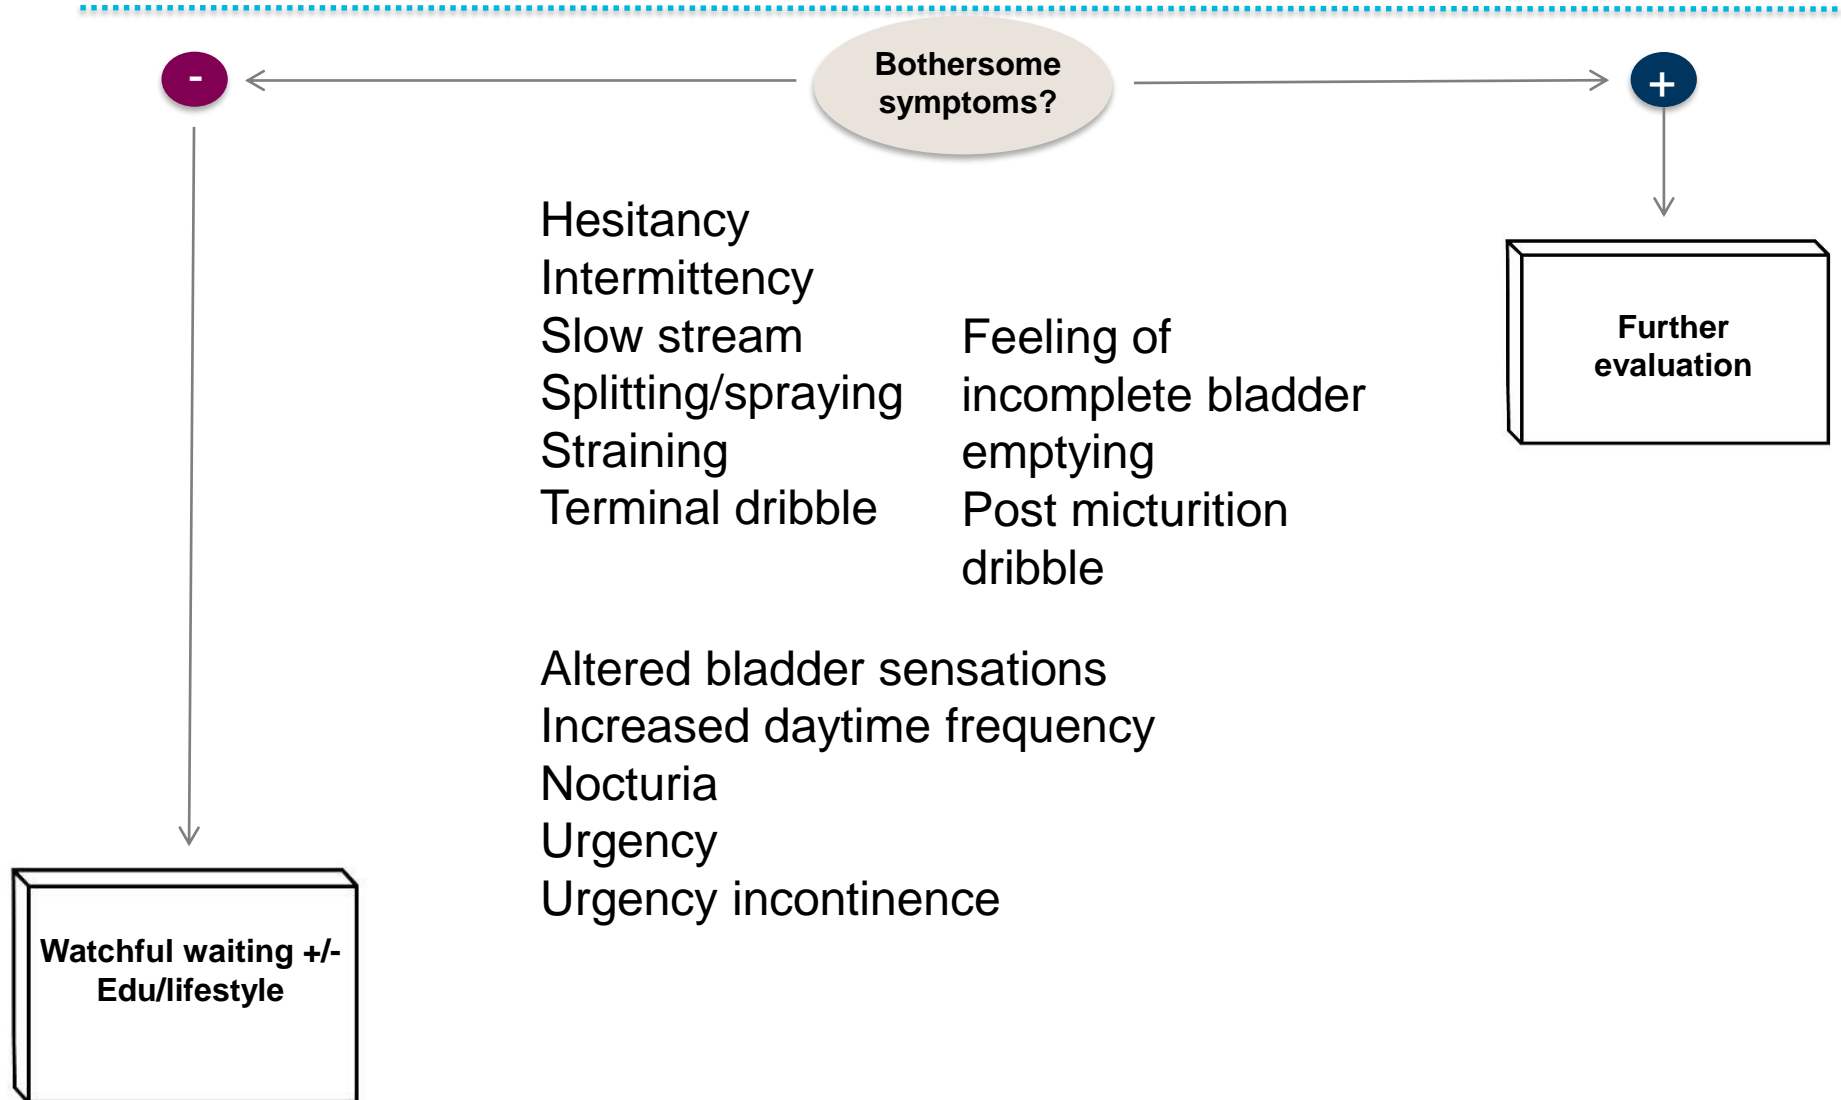 Bothersome
symptoms?
-
+
Hesitancy
Intermittency
Slow stream
Splitting/spraying
Straining
Terminal dribble
Feeling of
incomplete bladder
emptying
Post micturition
dribble
Further
evaluation
Altered bladder sensations
Increased daytime frequency
Nocturia
Urgency
Urgency incontinence
Watchful waiting +/-
Edu/lifestyle